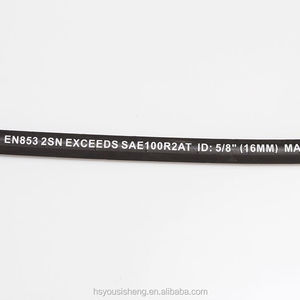 EN853 2SN EXCEEDS SAE100R2AT ID: 5/8" (16MM) MA
hsyousisheng.en.alibaba.com